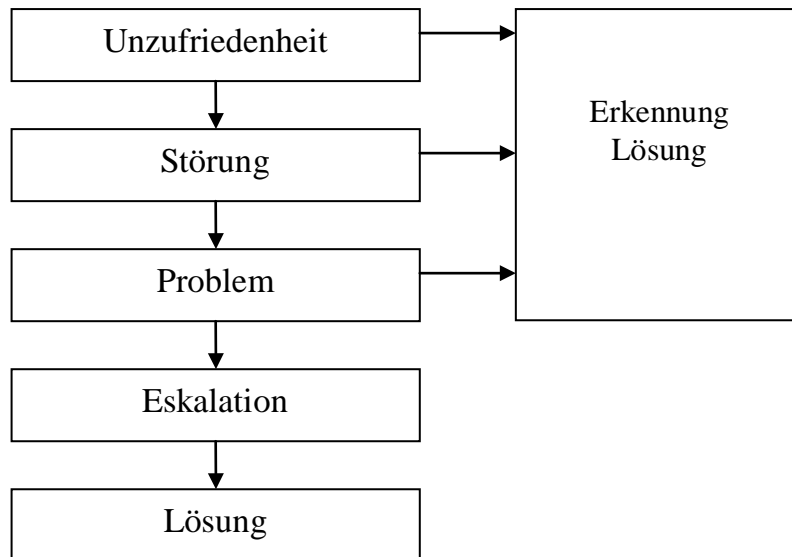 Unzufriedenheit
Erkennung
Lösung
Störung
Problem
Eskalation
Lösung